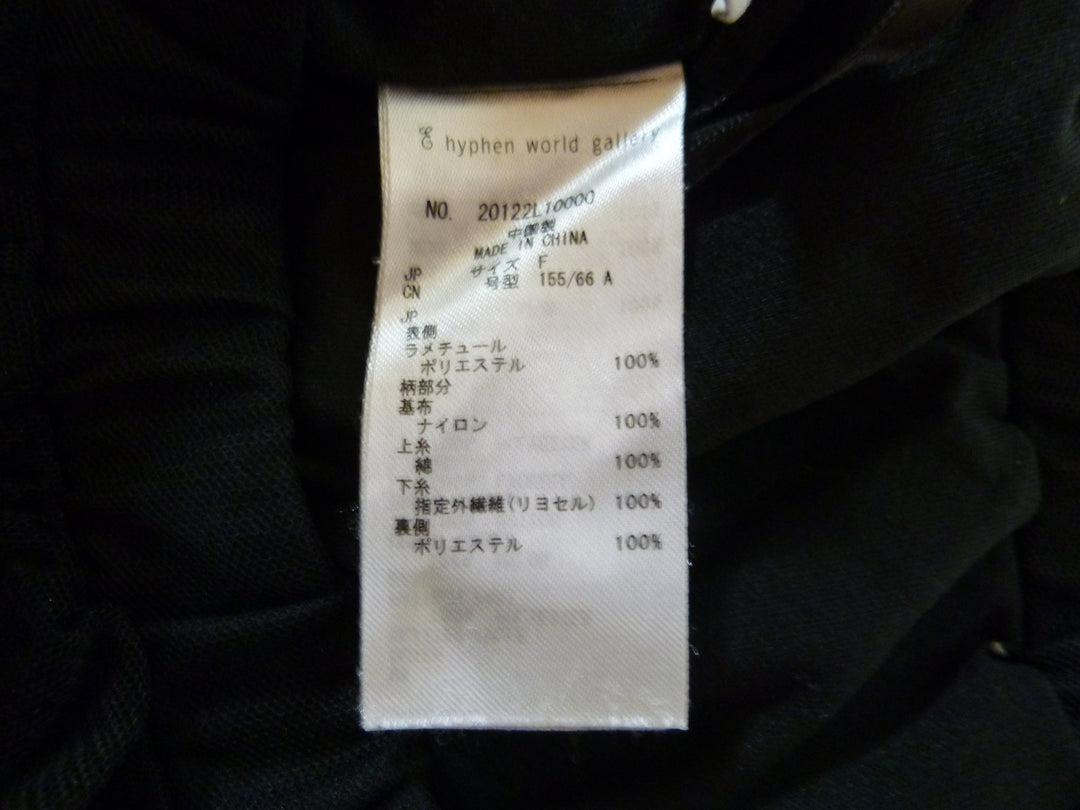 E hyphen world gallery
NO. 20122L10000
中国製
MADE IN CHINA
JP サイズ F
CN 号型 155/66 A
JP
表側
ラメチュール
ポリエステル 100%
柄部分
基布
ナイロン 100%
上糸
綿 100%
下糸
指定外繊維(リヨセル) 100%
裏側
ポリエステル 100%